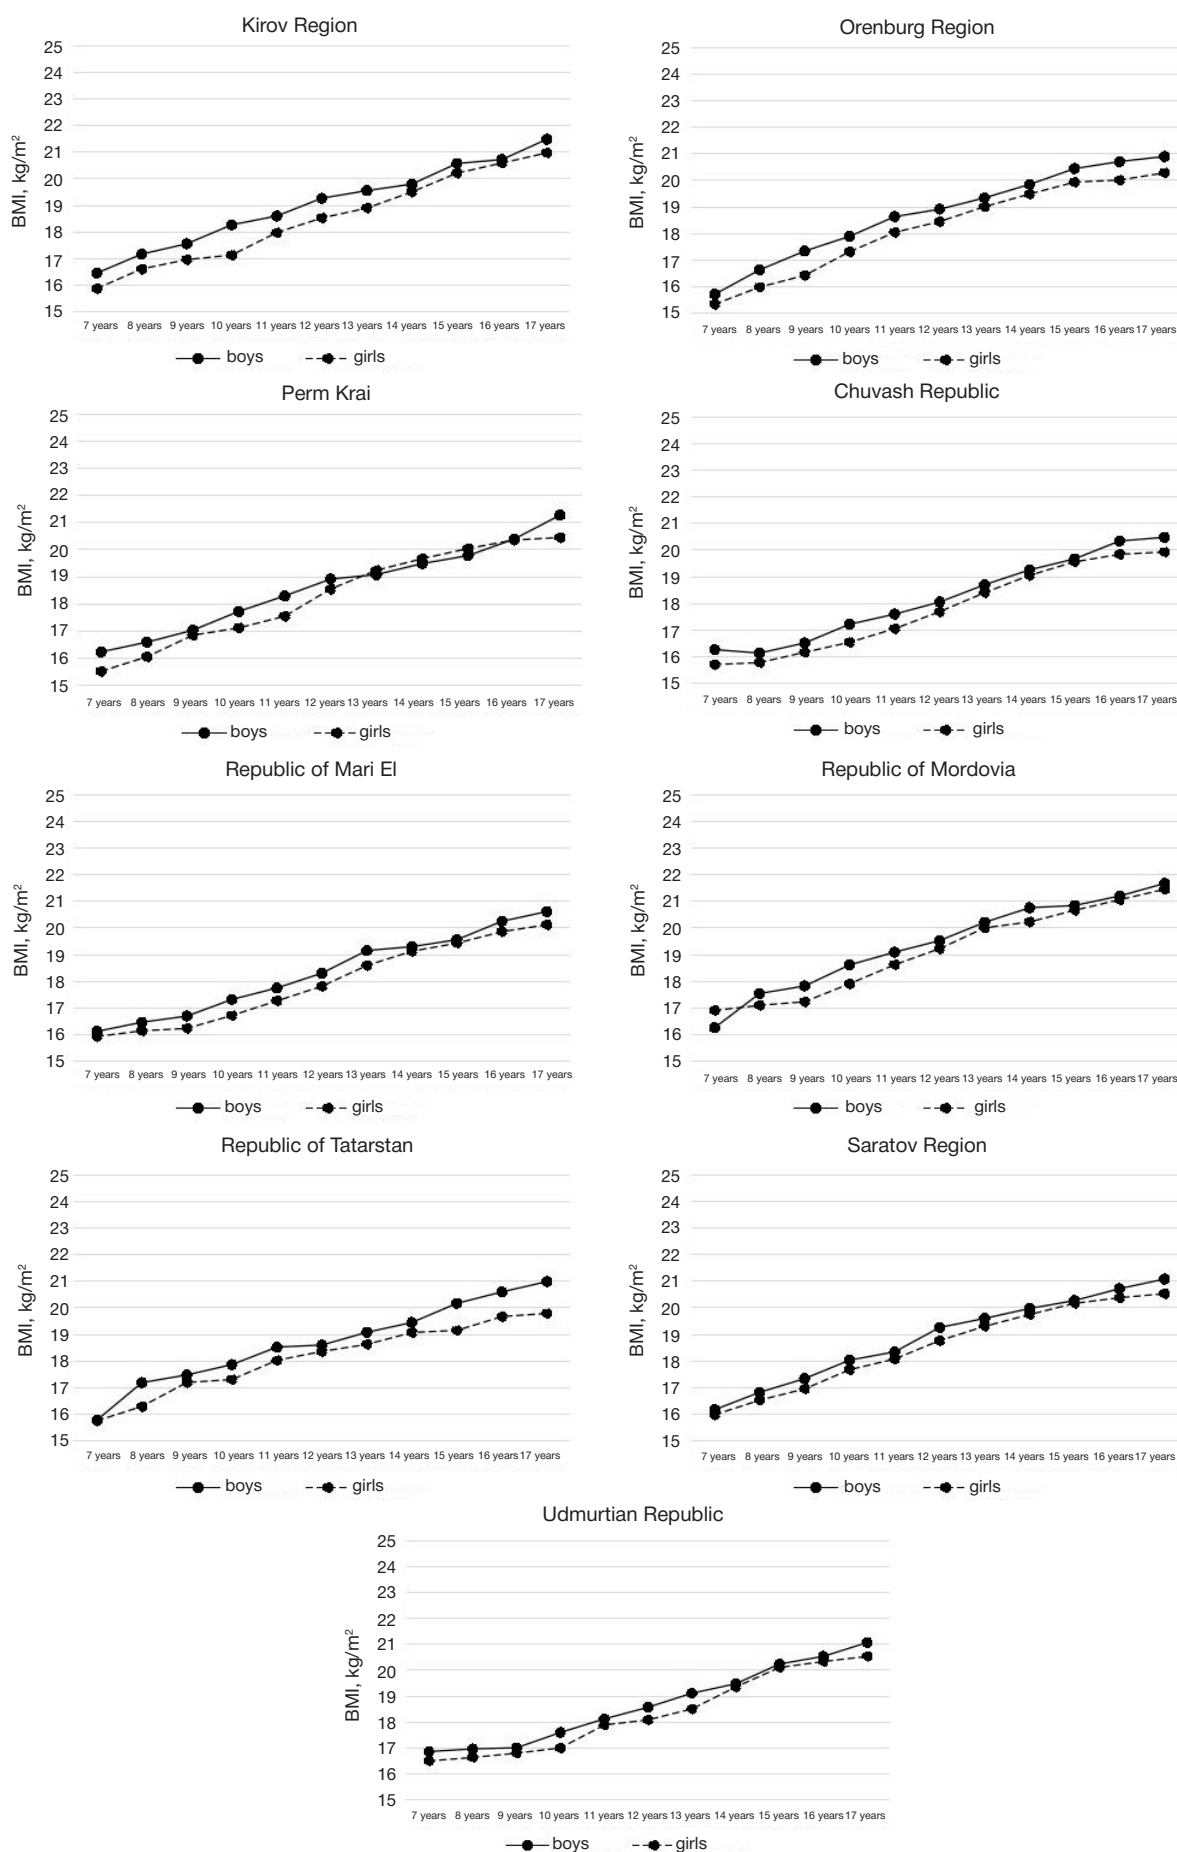 Kirov Region
25
24
23
22
21
20
19
18
17
16
15
BMI, kg/m²
7 years 8 years 9 years 10 years 11 years 12 years 13 years 14 years 15 years 16 years 17 years
boys girls
Orenburg Region
25
24
23
22
21
20
19
18
17
16
15
BMI, kg/m²
7 years 8 years 9 years 10 years 11 years 12 years 13 years 14 years 15 years 16 years 17 years
boys girls
Perm Krai
25
24
23
22
21
20
19
18
17
16
15
BMI, kg/m²
7 years 8 years 9 years 10 years 11 years 12 years 13 years 14 years 15 years 16 years 17 years
boys girls
Chuvash Republic
25
24
23
22
21
20
19
18
17
16
15
BMI, kg/m²
7 years 8 years 9 years 10 years 11 years 12 years 13 years 14 years 15 years 16 years 17 years
boys girls
Republic of Mari El
25
24
23
22
21
20
19
18
17
16
15
BMI, kg/m²
7 years 8 years 9 years 10 years 11 years 12 years 13 years 14 years 15 years 16 years 17 years
boys girls
Republic of Mordovia
25
24
23
22
21
20
19
18
17
16
15
BMI, kg/m²
7 years 8 years 9 years 10 years 11 years 12 years 13 years 14 years 15 years 16 years 17 years
boys girls
Republic of Tatarstan
25
24
23
22
21
20
19
18
17
16
15
BMI, kg/m²
7 years 8 years 9 years 10 years 11 years 12 years 13 years 14 years 15 years 16 years 17 years
boys girls
Saratov Region
25
24
23
22
21
20
19
18
17
16
15
BMI, kg/m²
7 years 8 years 9 years 10 years 11 years 12 years 13 years 14 years 15 years 16 years 17 years
boys girls
Udmurtian Republic
25
24
23
22
21
20
19
18
17
16
15
BMI, kg/m²
7 years 8 years 9 years 10 years 11 years 12 years 13 years 14 years 15 years 16 years 17 years
boys girls